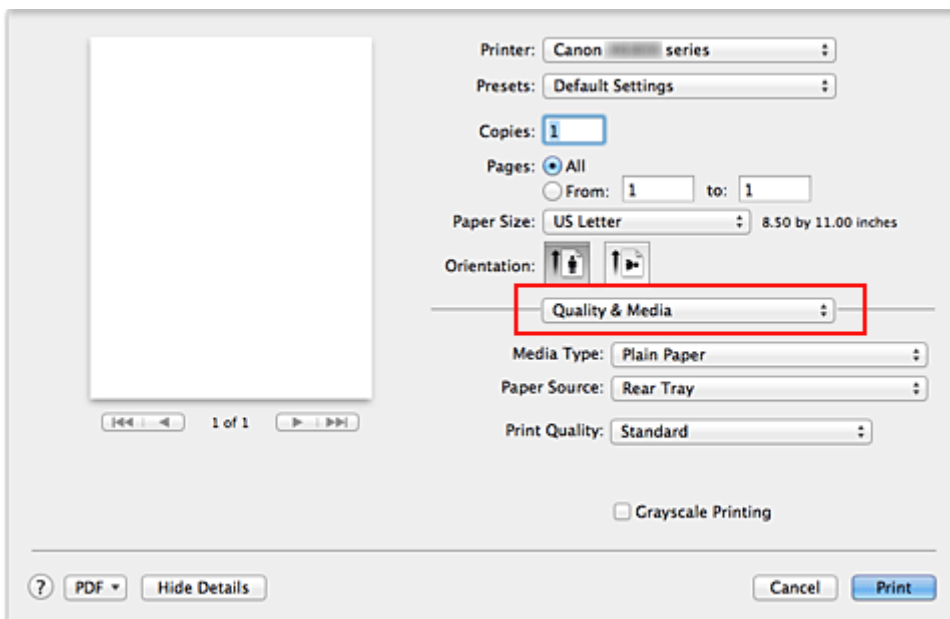 Printer: Canon series
Presets: Default Settings
Copies: 1
Pages: All
From: 1 to: 1
Paper Size: US Letter 8.50 by 11.00 inches
Orientation:
Quality & Media
Media Type: Plain Paper
Paper Source: Rear Tray
1 of 1
Print Quality: Standard
Grayscale Printing
? PDF Hide Details Cancel Print